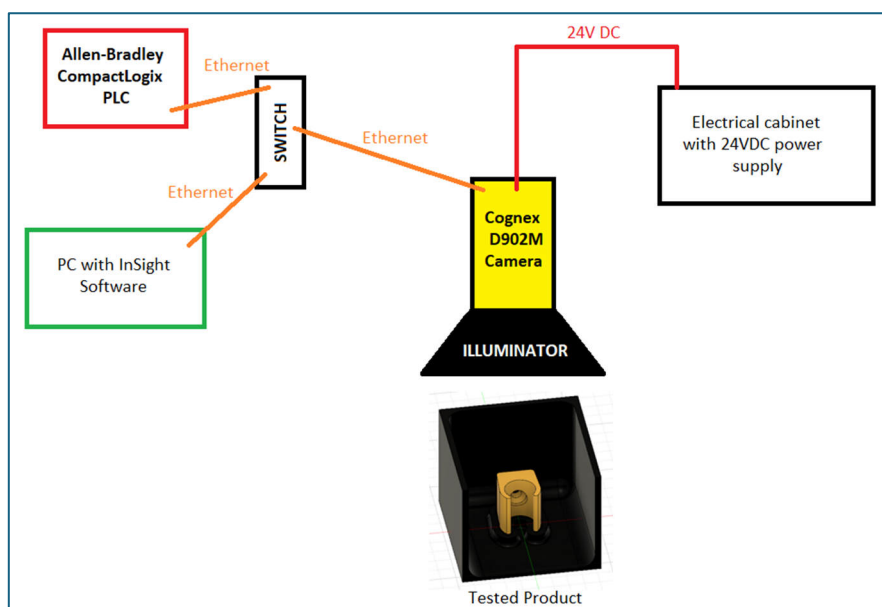 24V DC
Allen-Bradley
CompactLogix
PLC
Ethernet
SWITCH
Ethernet
Electrical cabinet
with 24VDC power
supply
Ethernet
Cognex
D902M
Camera
PC with InSight
Software
ILLUMINATOR
Tested Product